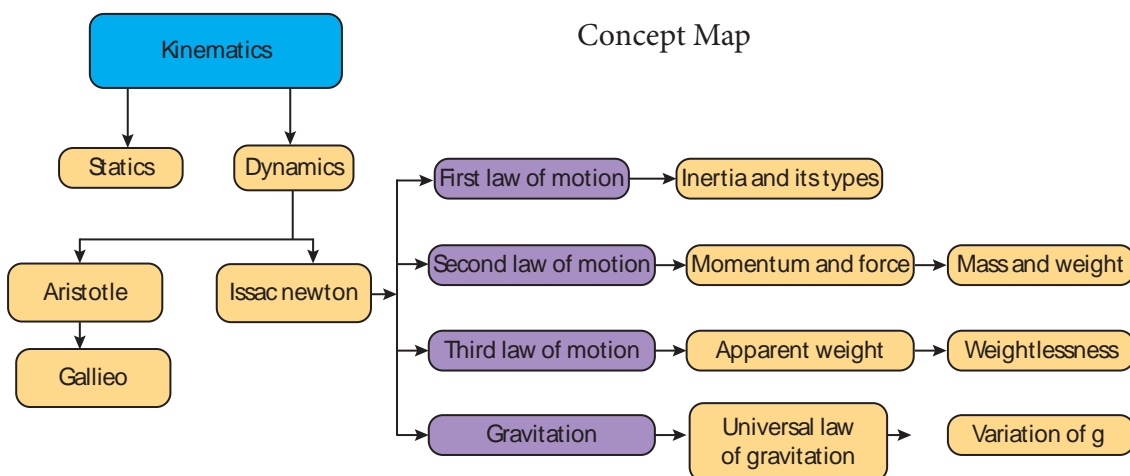 Concept Map
Kinematics
Statics
Dynamics
First law of motion
Inertia and its types
Second law of motion
Momentum and force
Mass and weight
Aristotle
Issac newton
Third law of motion
Apparent weight
Weightlessness
Gallieo
Gravitation
Universal law
of gravitation
Variation of g